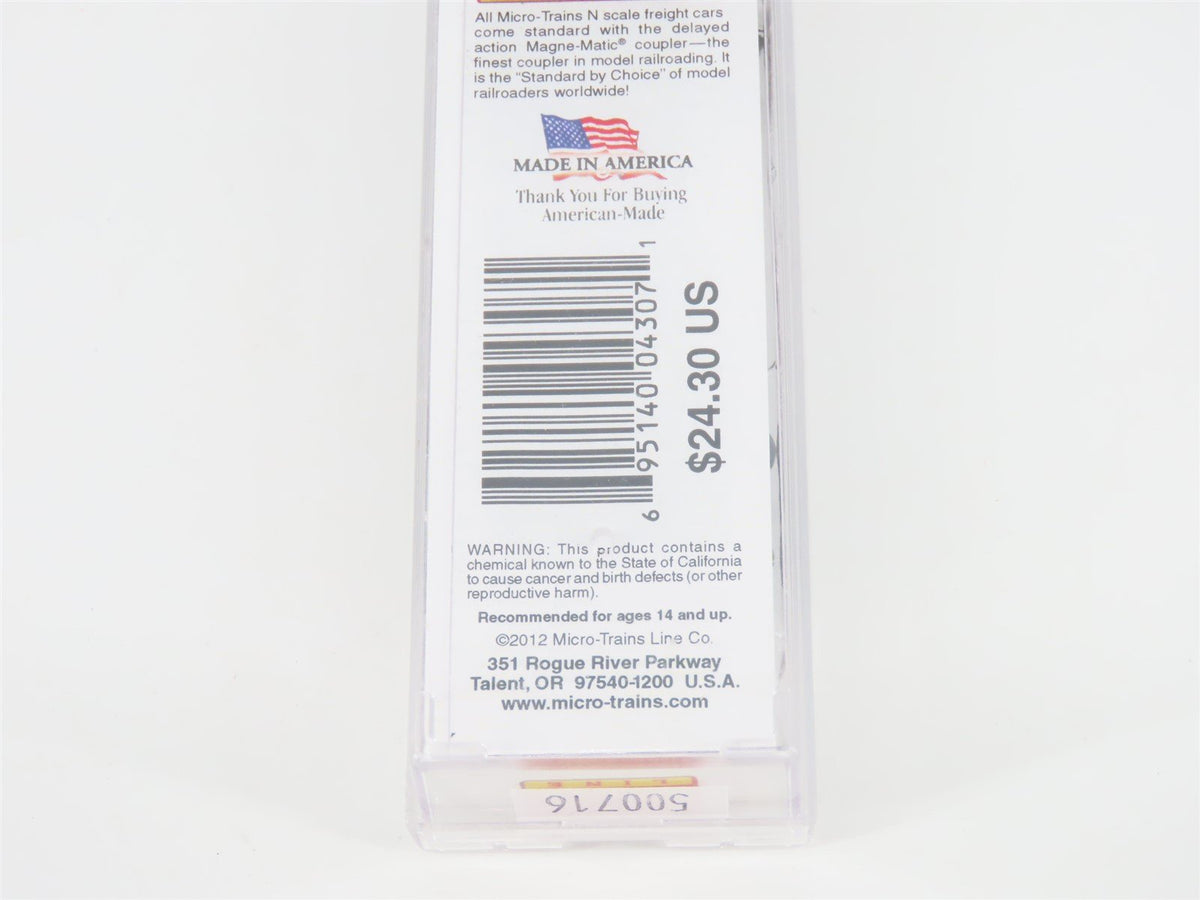 All Micro-Trains N scale freight cars
come standard with the delayed
action Magne-Matic® coupler—the
finest coupler in model railroading. It
is the "Standard by Choice" of model
railroaders worldwide!
MADE IN AMERICA
Thank You For Buying
American-Made
6 95140 04307 1
$24.30 US
WARNING: This product contains a
chemical known to the State of California
to cause cancer and birth defects (or other
reproductive harm).
Recommended for ages 14 and up.
©2012 Micro-Trains Line Co.
351 Rogue River Parkway
Talent, OR 97540-1200 U.S.A.
www.micro-trains.com
LINE
500716